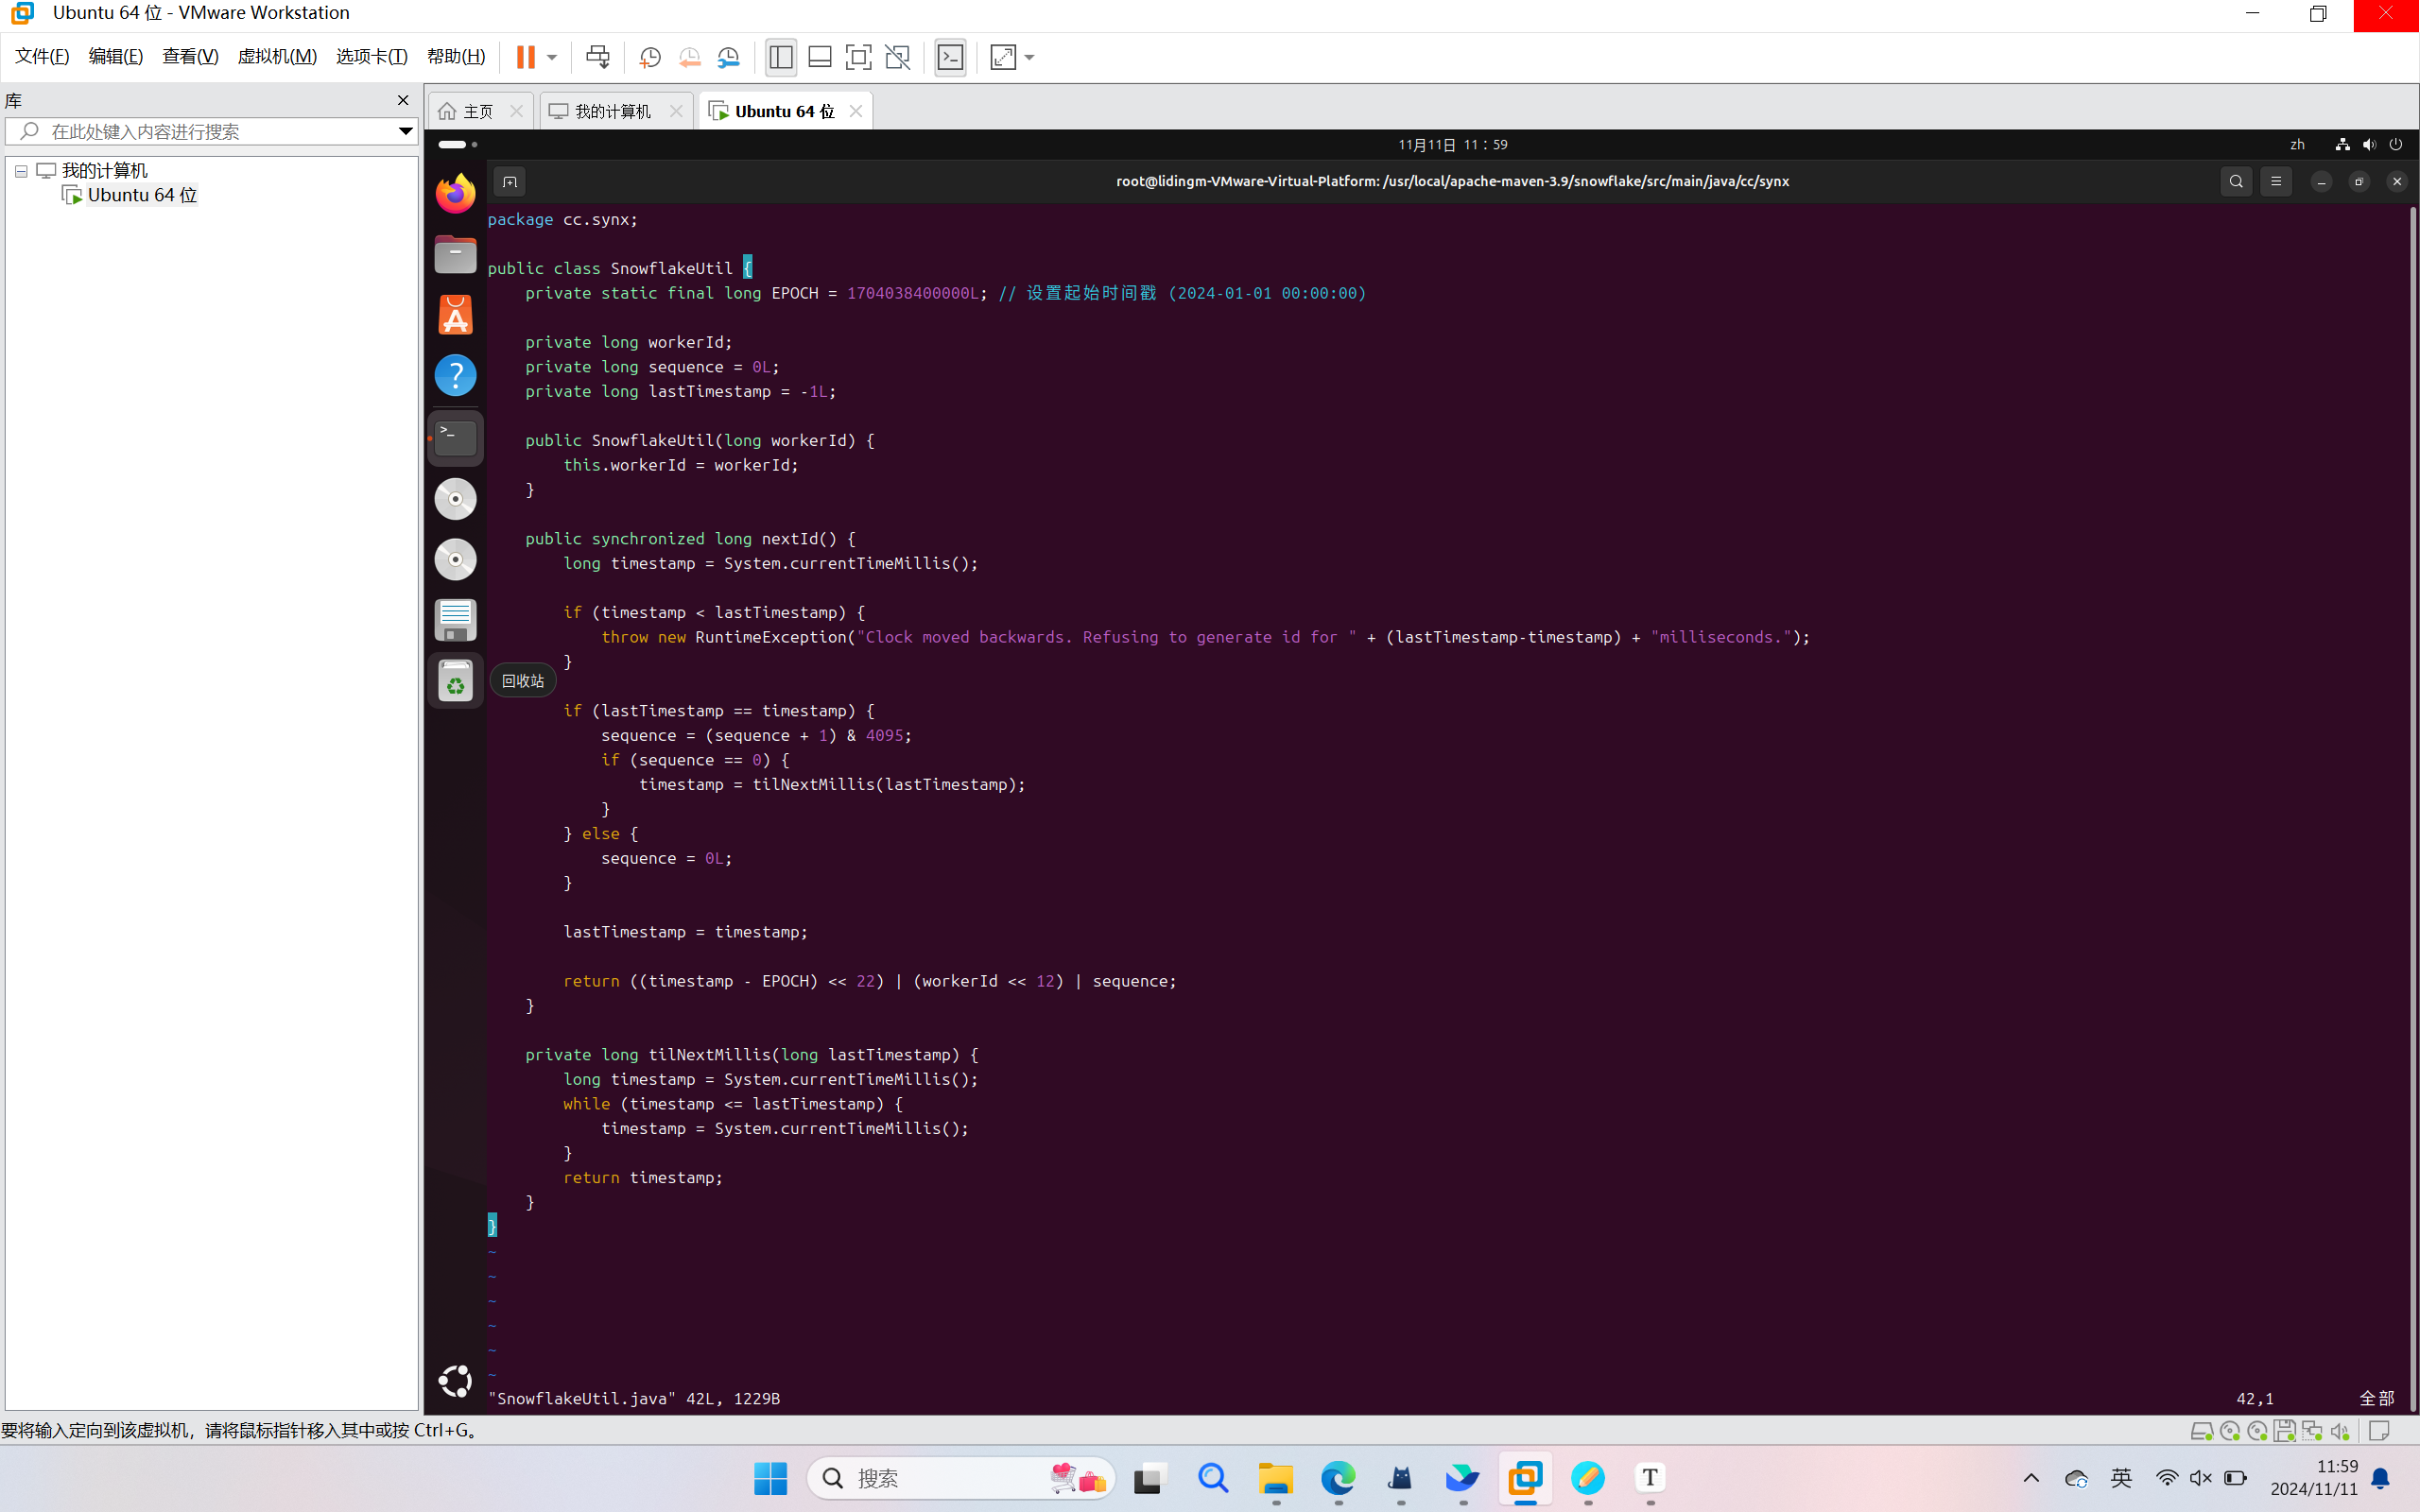 Ubuntu 64 位 - VMware Workstation
文件(F) 编辑(E) 查看(V) 虚拟机(M) 选项卡(T) 帮助(H)
库
在此处键入内容进行搜索
我的计算机
Ubuntu 64 位
主页 我的计算机 Ubuntu 64 位
11月11日 11：59
zh
root@lidingm-VMware-Virtual-Platform: /usr/local/apache-maven-3.9/snowflake/src/main/java/cc/synx
package cc.synx;
public class SnowflakeUtil {
    private static final long EPOCH = 1704038400000L; // 设置起始时间戳 (2024-01-01 00:00:00)
    private long workerId;
    private long sequence = 0L;
    private long lastTimestamp = -1L;
    public SnowflakeUtil(long workerId) {
        this.workerId = workerId;
    }
    public synchronized long nextId() {
        long timestamp = System.currentTimeMillis();
        if (timestamp < lastTimestamp) {
            throw new RuntimeException("Clock moved backwards. Refusing to generate id for " + (lastTimestamp-timestamp) + "milliseconds.");
        }
回收站
        if (lastTimestamp == timestamp) {
            sequence = (sequence + 1) & 4095;
            if (sequence == 0) {
                timestamp = tilNextMillis(lastTimestamp);
            }
        } else {
            sequence = 0L;
        }
        lastTimestamp = timestamp;
        return ((timestamp - EPOCH) << 22) | (workerId << 12) | sequence;
    }
    private long tilNextMillis(long lastTimestamp) {
        long timestamp = System.currentTimeMillis();
        while (timestamp <= lastTimestamp) {
            timestamp = System.currentTimeMillis();
        }
        return timestamp;
    }
}
~
~
~
~
~
~
"SnowflakeUtil.java" 42L, 1229B
42,1 全部
要将输入定向到该虚拟机，请将鼠标指针移入其中或按 Ctrl+G。
搜索
英
11:59
2024/11/11